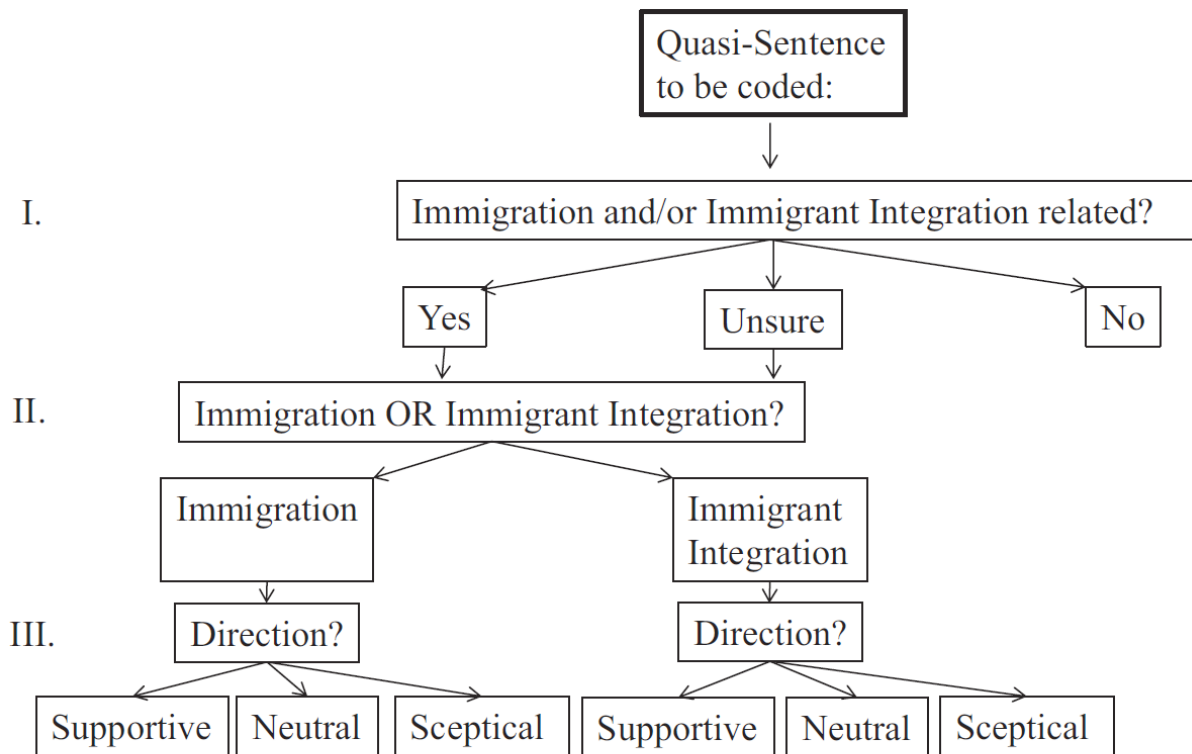 Quasi-Sentence
to be coded:
I.
Immigration and/or Immigrant Integration related?
Yes
Unsure
No
II.
Immigration OR Immigrant Integration?
Immigration
Immigrant
Integration
III.
Direction?
Direction?
Supportive
Neutral
Sceptical
Supportive
Neutral
Sceptical